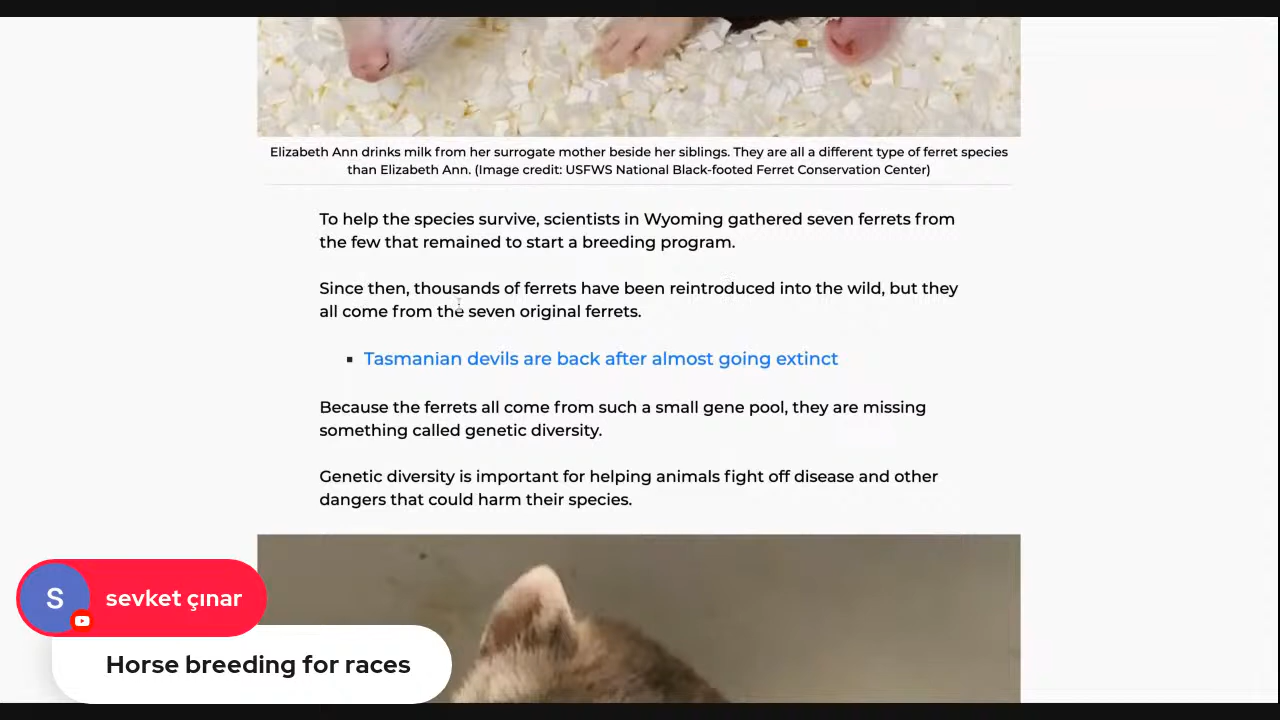 Elizabeth Ann drinks milk from her surrogate mother beside her siblings. They are all a different type of ferret species
than Elizabeth Ann. (Image credit: USFWS National Black-footed Ferret Conservation Center)
To help the species survive, scientists in Wyoming gathered seven ferrets from
the few that remained to start a breeding program.
Since then, thousands of ferrets have been reintroduced into the wild, but they
all come from the seven original ferrets.
Tasmanian devils are back after almost going extinct
Because the ferrets all come from such a small gene pool, they are missing
something called genetic diversity.
Genetic diversity is important for helping animals fight off disease and other
dangers that could harm their species.
S
sevket çınar
Horse breeding for races